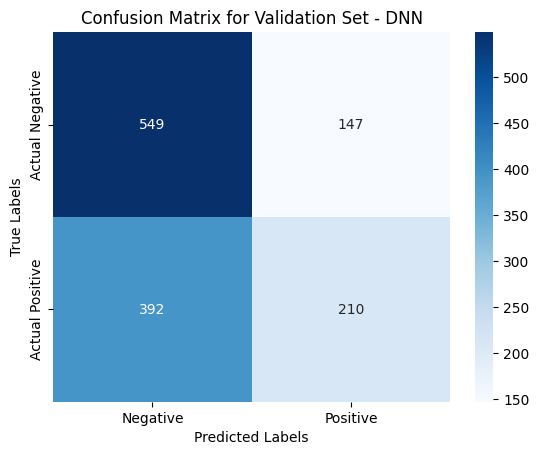 Confusion Matrix for Validation Set - DNN
True Labels
Actual Negative
Actual Positive
549
147
392
210
Negative
Positive
Predicted Labels
500
450
400
350
300
250
200
150